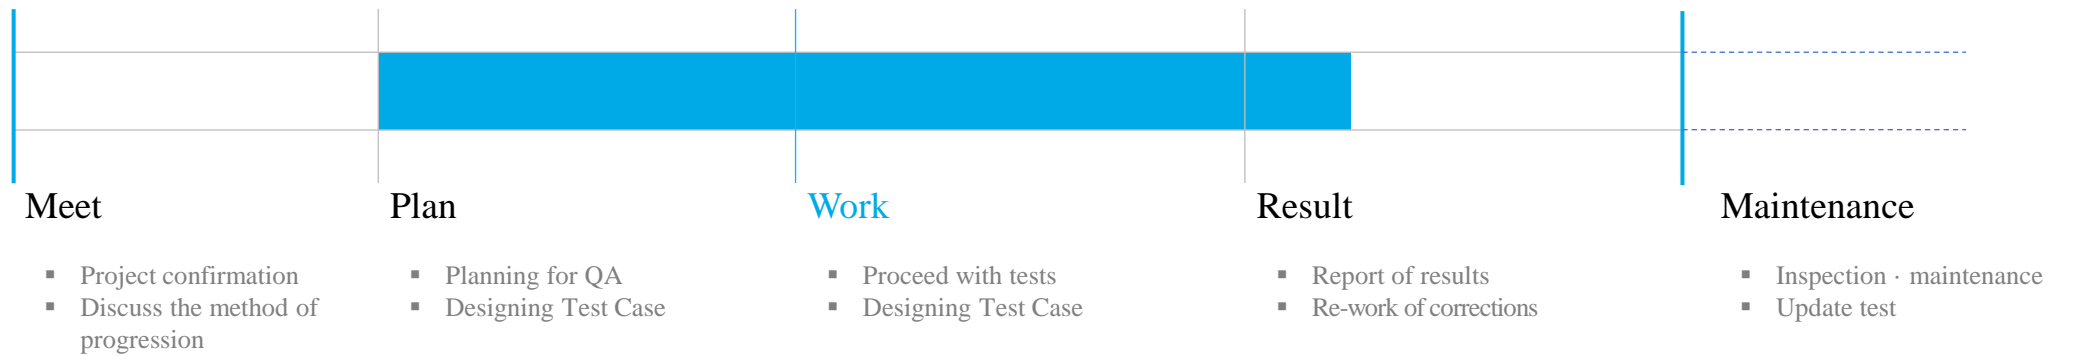 Meet
Project confirmation
Discuss the method of
progression
Plan
Planning for QA
Designing Test Case
Work
Proceed with tests
Designing Test Case
Result
Report of results
Re-work of corrections
Maintenance
Inspection · maintenance
Update test